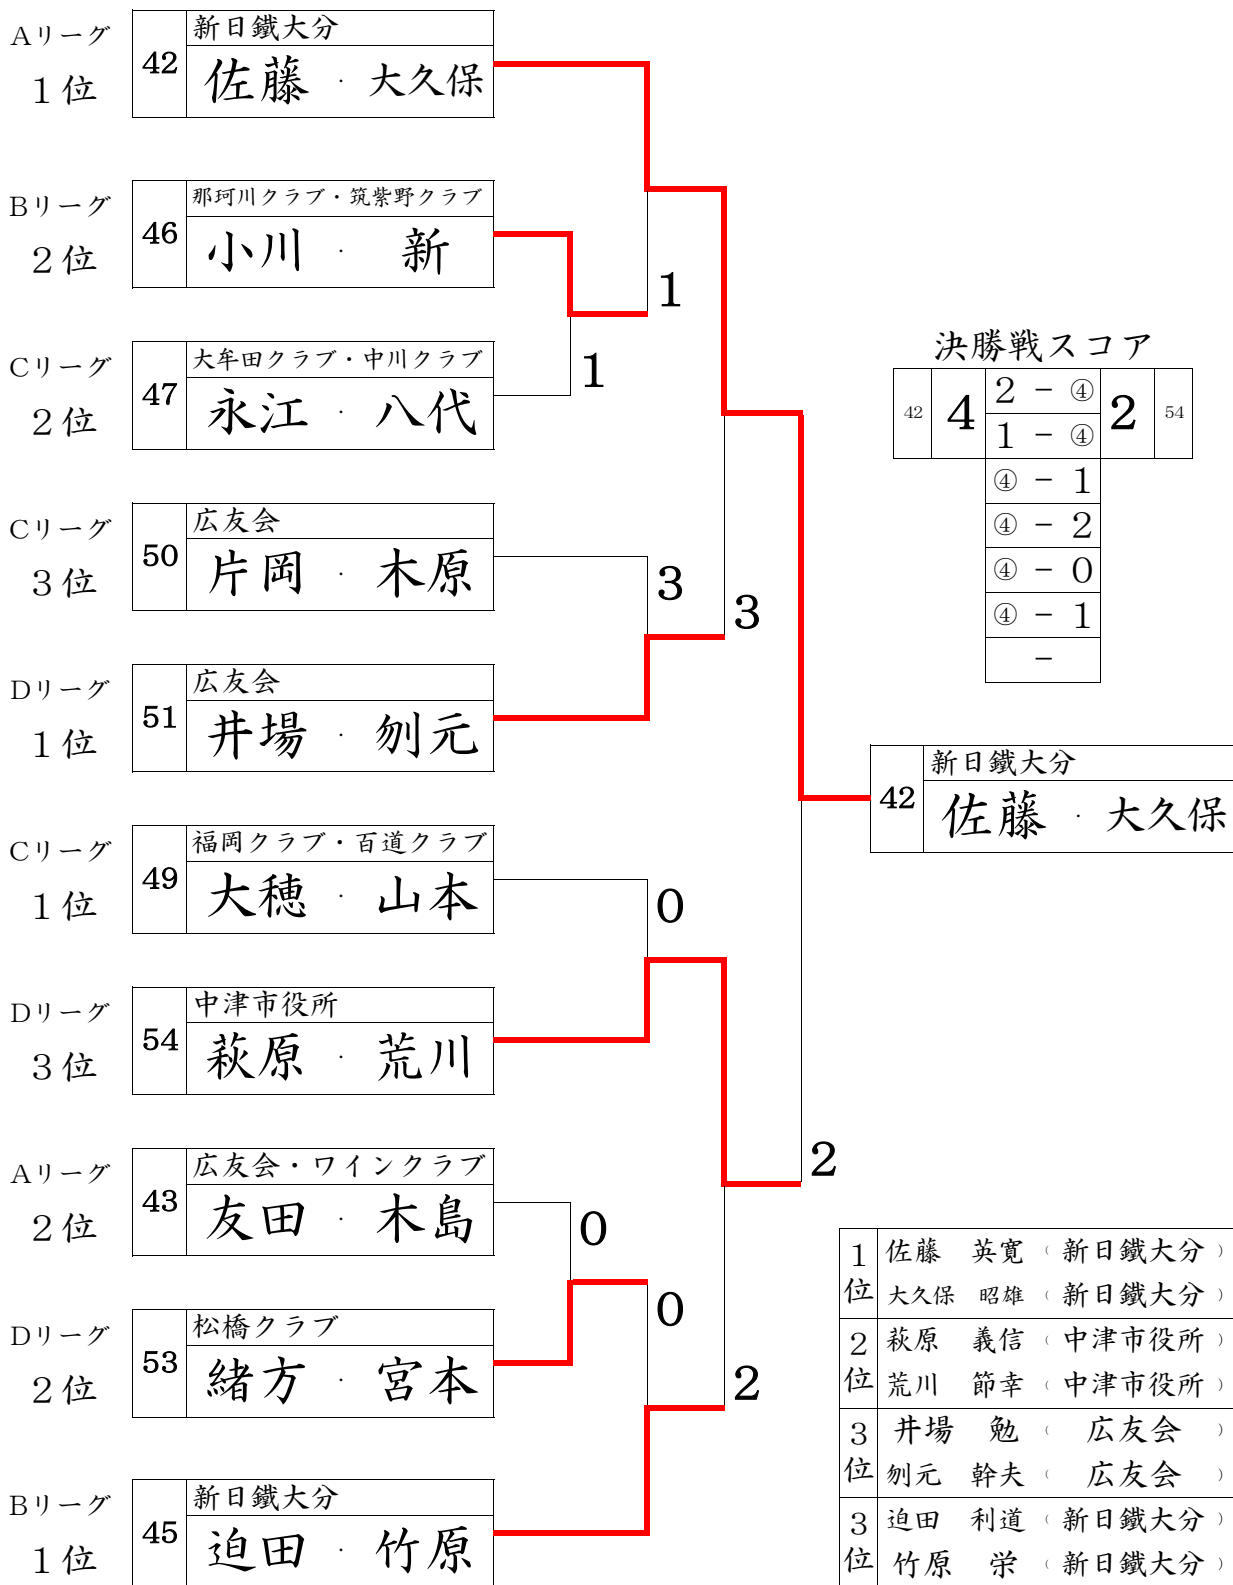 Aリーグ
1位
42
新日鐵大分
佐藤 ・ 大久保
Bリーグ
2位
46
那珂川クラブ・筑紫野クラブ
小川 ・ 新
1
Cリーグ
2位
47
大牟田クラブ・中川クラブ
永江 ・ 八代
1
Cリーグ
3位
50
広友会
片岡 ・ 木原
3
3
Dリーグ
1位
51
広友会
井場 ・ 刎元
Cリーグ
1位
49
福岡クラブ・百道クラブ
大穂 ・ 山本
0
Dリーグ
3位
54
中津市役所
萩原 ・ 荒川
2
Aリーグ
2位
43
広友会・ワインクラブ
友田 ・ 木島
0
Dリーグ
2位
53
松橋クラブ
緒方 ・ 宮本
0
2
Bリーグ
1位
45
新日鐵大分
迫田 ・ 竹原
決勝戦スコア
42 4 2 − ④ 2 54
1 − ④
④ − 1
④ − 2
④ − 0
④ − 1
−
42
新日鐵大分
佐藤 ・ 大久保
1位
佐藤 英寛 （ 新日鐵大分 ）
大久保 昭雄 （ 新日鐵大分 ）
2位
萩原 義信 （ 中津市役所 ）
荒川 節幸 （ 中津市役所 ）
3位
井場 勉 （ 広友会 ）
刎元 幹夫 （ 広友会 ）
3位
迫田 利道 （ 新日鐵大分 ）
竹原 栄 （ 新日鐵大分 ）